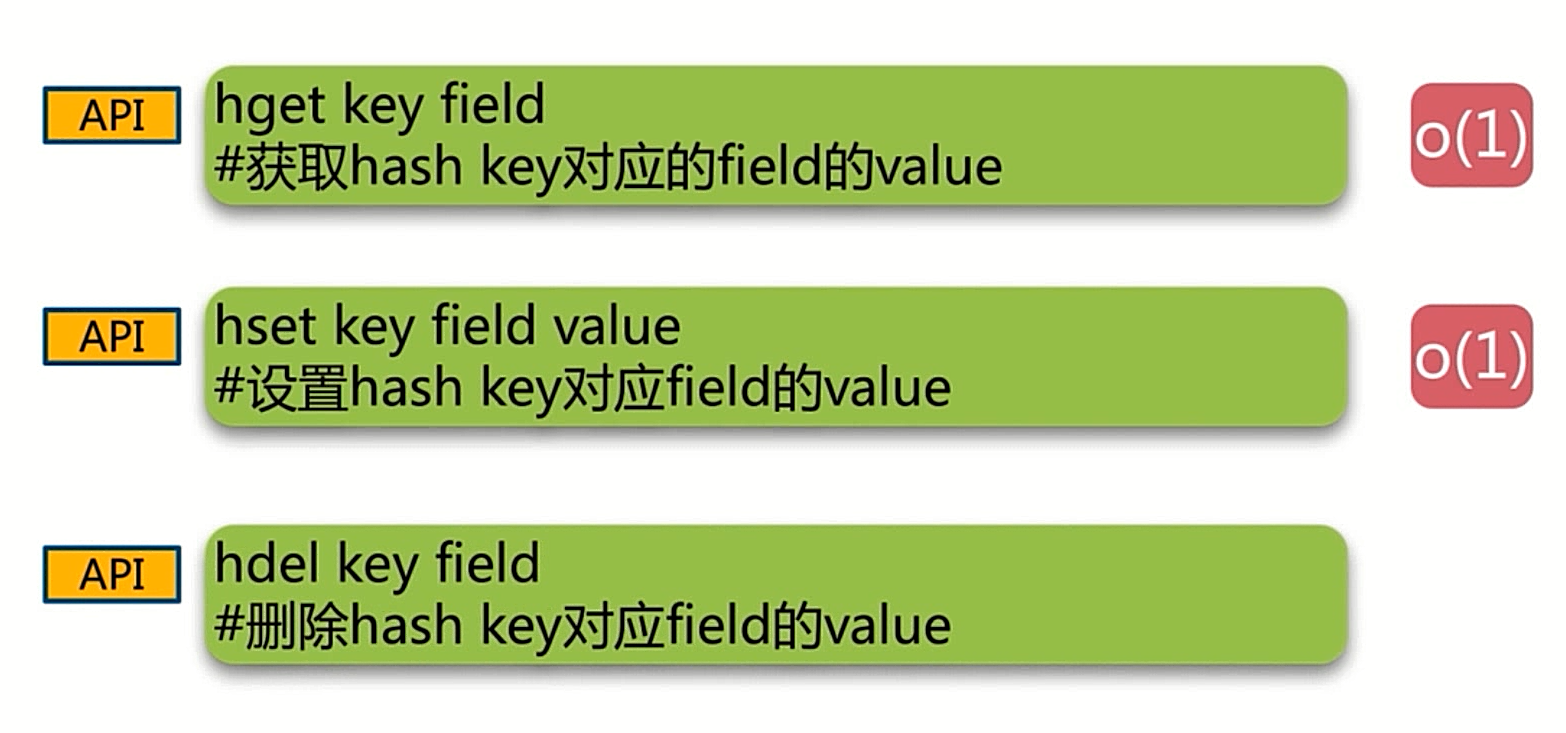 API
hget key field
#获取hash key对应的field的value
o(1)
API
hset key field value
#设置hash key对应field的value
o(1)
API
hdel key field
#删除hash key对应field的value